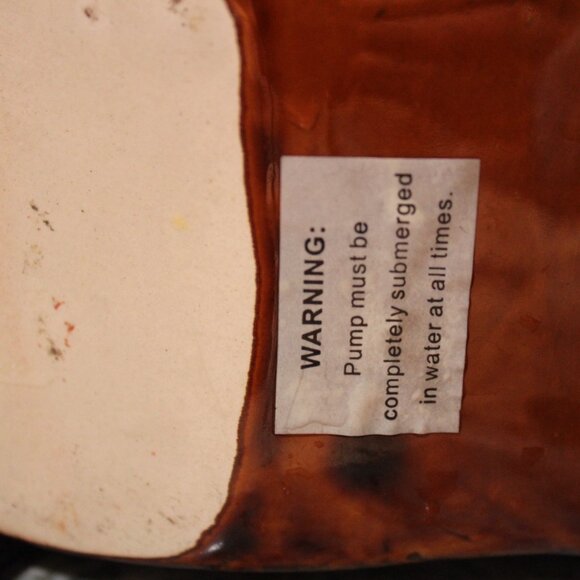 WARNING:
Pump must be
completely submerged
in water at all times.